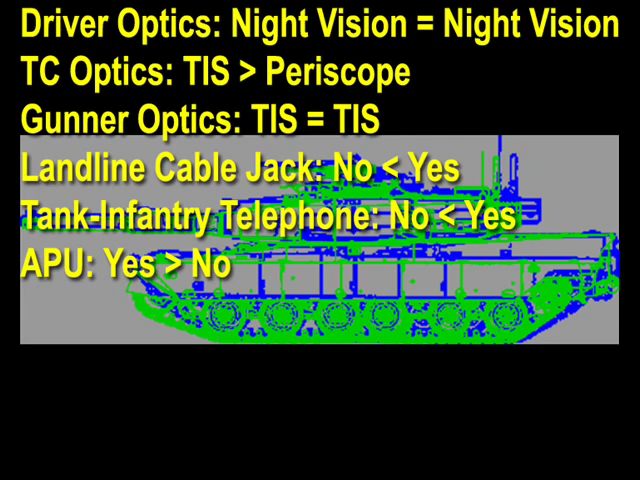 Driver Optics: Night Vision = Night Vision
TC Optics: TIS > Periscope
Gunner Optics: TIS = TIS
Landline Cable Jack: No < Yes
Tank-Infantry Telephone: No < Yes
APU: Yes > No